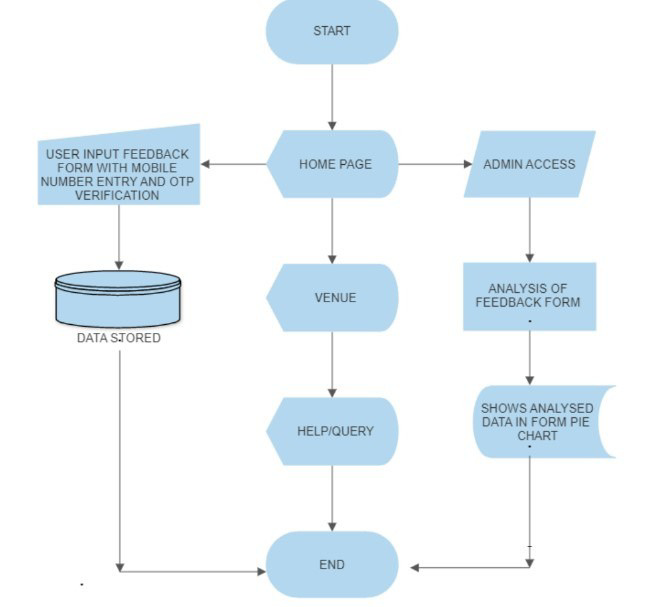 START
USER INPUT FEEDBACK
FORM WITH MOBILE
NUMBER ENTRY AND OTP
VERIFICATION
HOME PAGE
ADMIN ACCESS
DATA STORED
VENUE
ANALYSIS OF
FEEDBACK FORM
HELP/QUERY
SHOWS ANALYSED
DATA IN FORM PIE
CHART
END